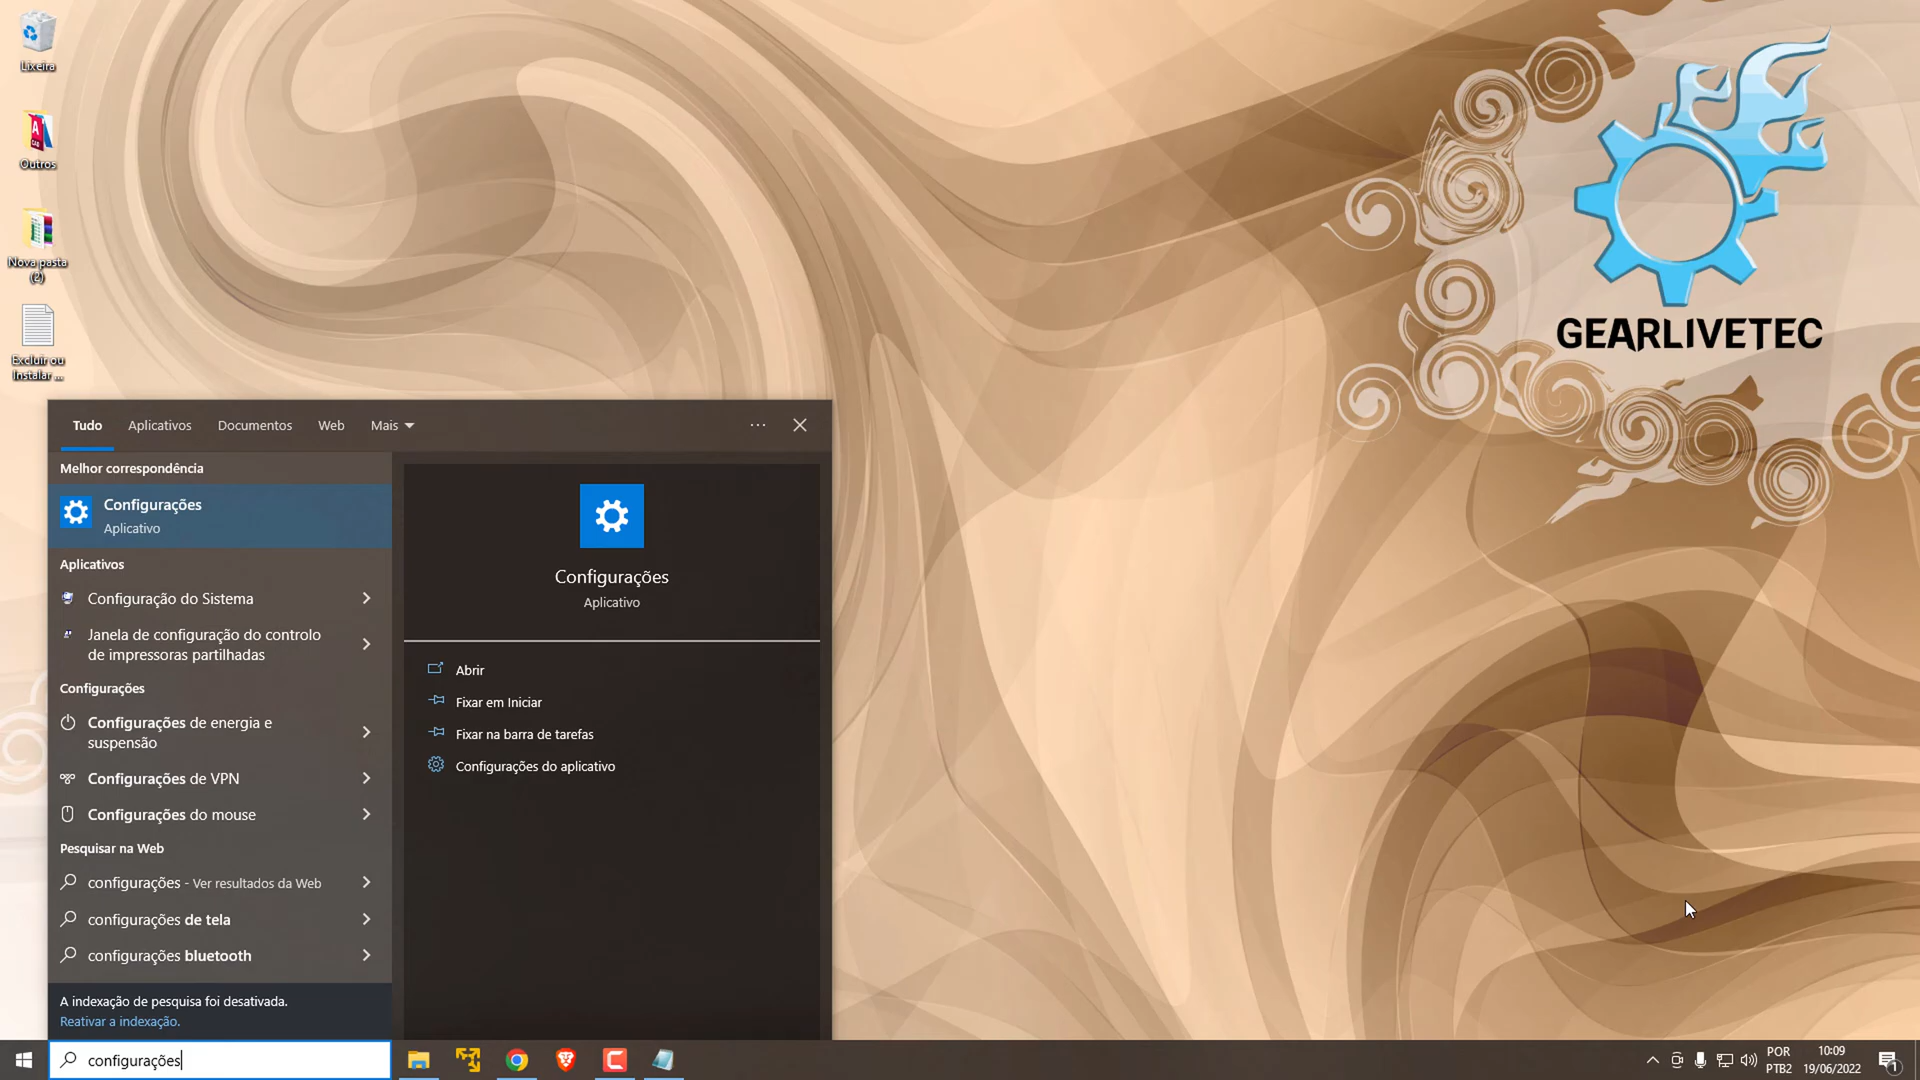 Lixeira
Outros
Nova pasta
(2)
Excluir ou
Instalar ...
GEARLIVETEC
Tudo
Aplicativos
Documentos
Web
Mais
Melhor correspondência
Configurações
Aplicativo
Aplicativos
Configuração do Sistema
Janela de configuração do controlo
de impressoras partilhadas
Configurações
Configurações de energia e
suspensão
Configurações de VPN
Configurações do mouse
Pesquisar na Web
configurações - Ver resultados da Web
configurações de tela
configurações bluetooth
A indexação de pesquisa foi desativada.
Reativar a indexação.
Configurações
Aplicativo
Abrir
Fixar em Iniciar
Fixar na barra de tarefas
Configurações do aplicativo
configurações
POR
PTB2
10:09
19/06/2022
1